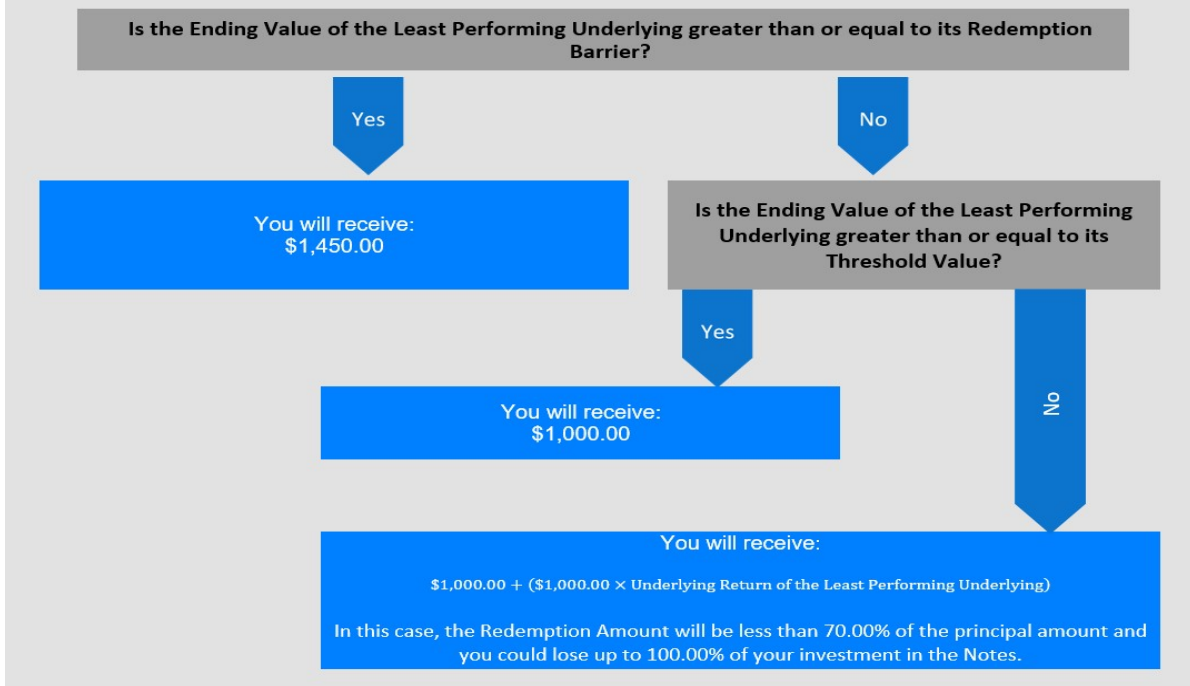 Is the Ending Value of the Least Performing Underlying greater than or equal to its Redemption
Barrier?
Yes
No
You will receive:
$1,450.00
Is the Ending Value of the Least Performing
Underlying greater than or equal to its
Threshold Value?
Yes
No
You will receive:
$1,000.00
You will receive:
$1,000.00 + ($1,000.00 × Underlying Return of the Least Performing Underlying)
In this case, the Redemption Amount will be less than 70.00% of the principal amount and
you could lose up to 100.00% of your investment in the Notes.